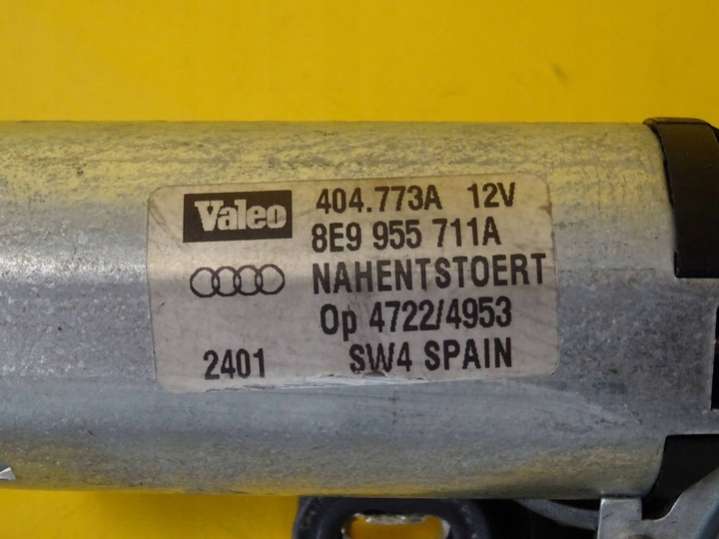 Valeo 404.773A 12V
8E9 955 711A
NAHENTSTOERT
Op 4722/4953
2401 SW4 SPAIN